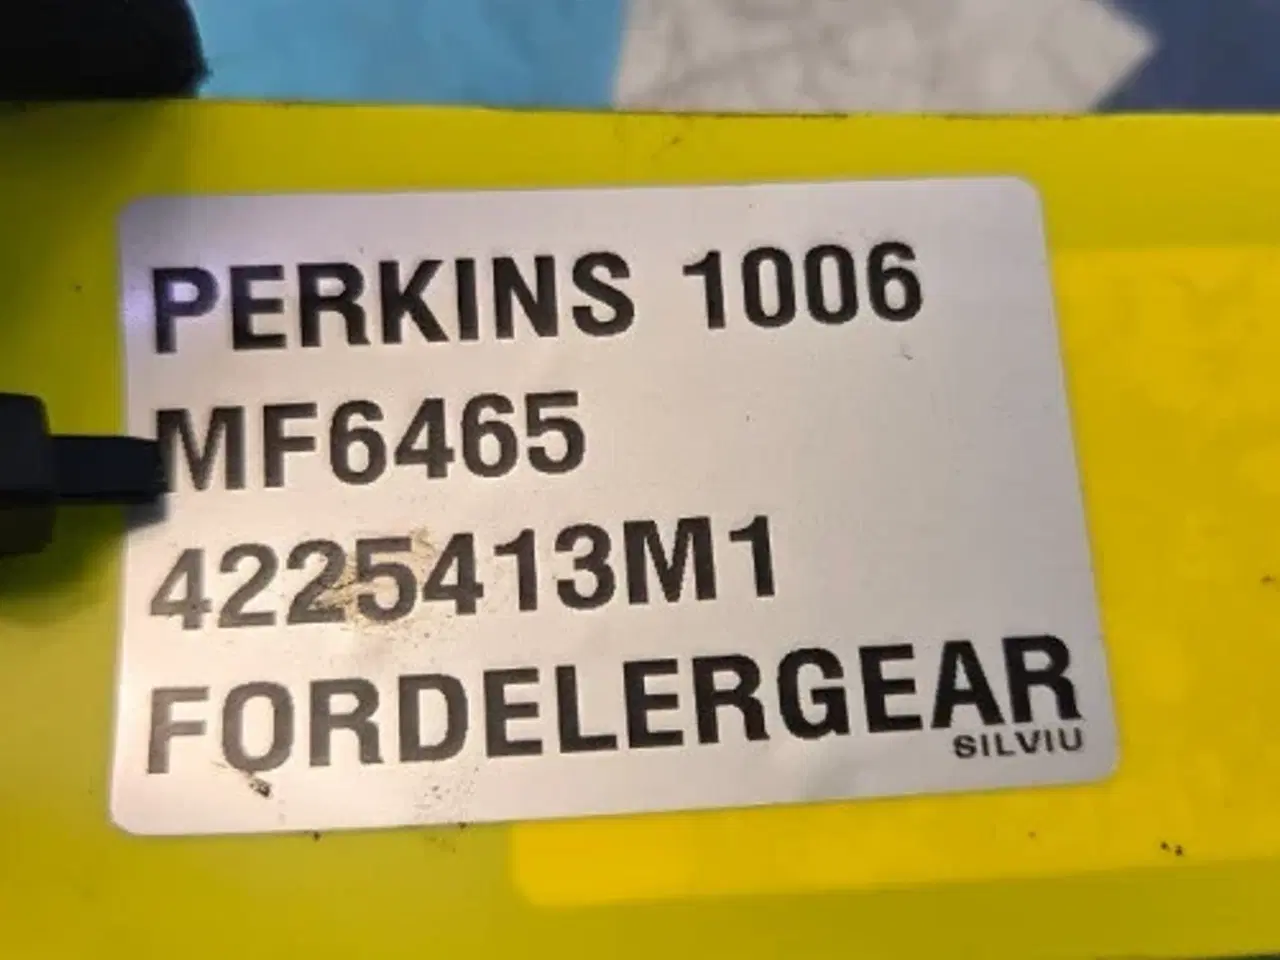 PERKINS 1006
MF6465
4225413M1
FORDELERGEAR
SILVIU